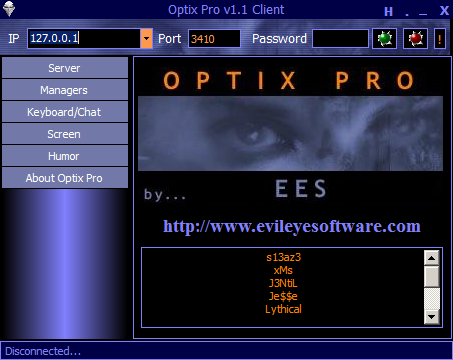 Optix Pro v1.1 Client
H . _ X
IP 127.0.0.1 Port 3410 Password !
Server
Managers
Keyboard/Chat
Screen
Humor
About Optix Pro
OPTIX PRO
by... EES
http://www.evileyesoftware.com
s13az3
xMs
J3NtiL
Je$$e
Lythical
Disconnected...